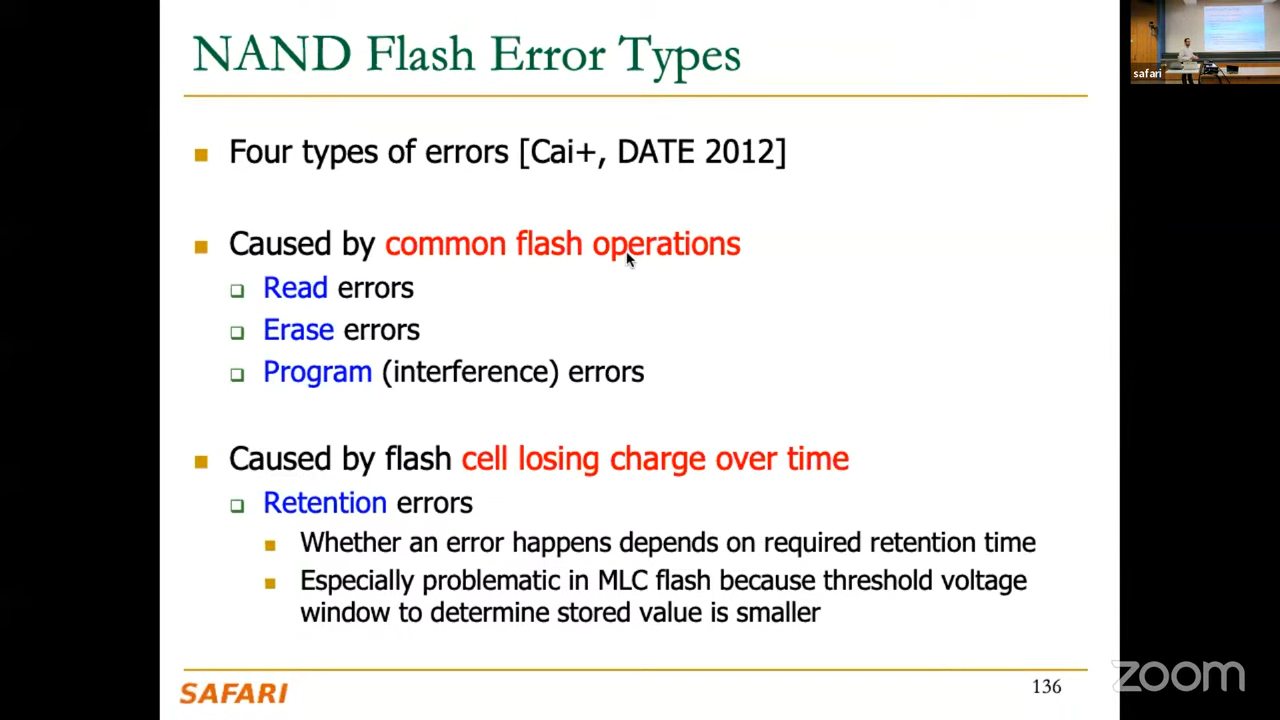 NAND Flash Error Types
safari
Four types of errors [Cai+, DATE 2012]
Caused by common flash operations
Read errors
Erase errors
Program (interference) errors
Caused by flash cell losing charge over time
Retention errors
Whether an error happens depends on required retention time
Especially problematic in MLC flash because threshold voltage
window to determine stored value is smaller
SAFARI
136
zoom